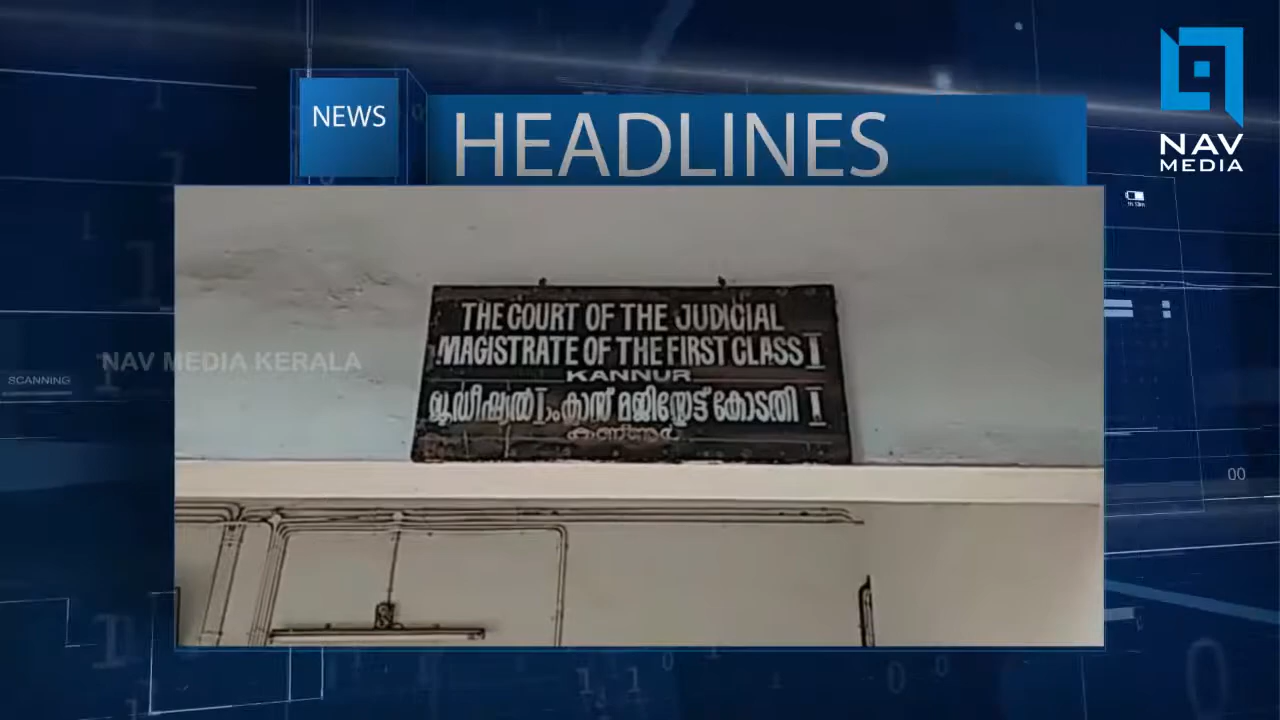 NEWS
HEADLINES
NAV
MEDIA
THE COURT OF THE JUDICIAL
MAGISTRATE OF THE FIRST CLASS I
KANNUR
ജുഡീഷ്യൽ I ം ക്ലാസ് മജിസ്ട്രേട്ട് കോടതി I
കണ്ണൂർ
NAV MEDIA KERALA
SCANNING
00